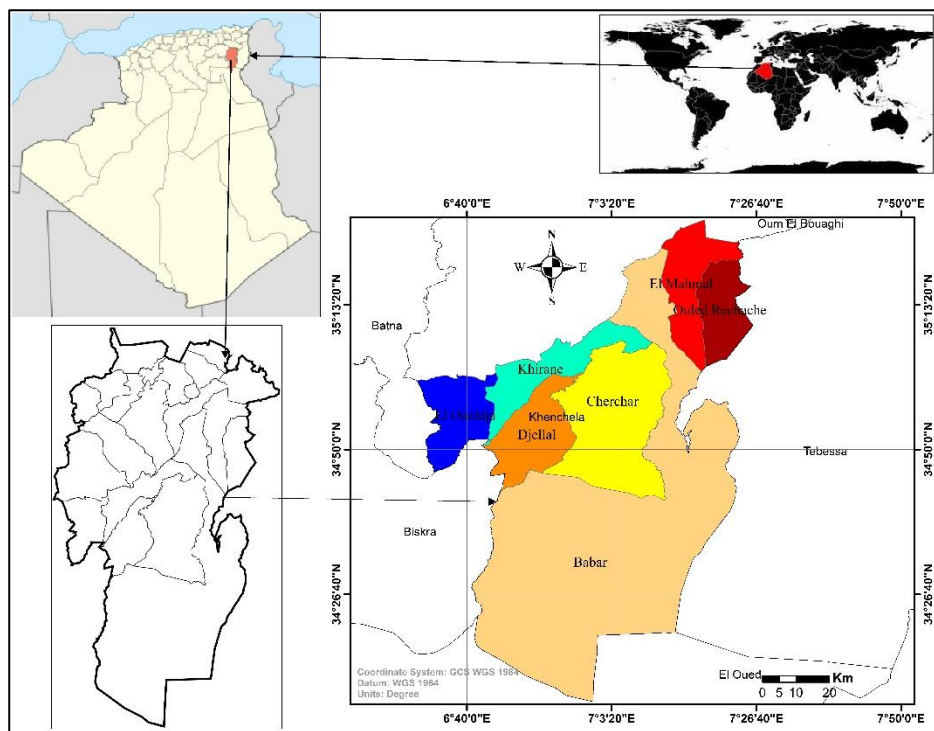 6°40'0"E 7°3'20"E 7°26'40"E 7°50'0"E
Oum El Bouaghi
N
W E
S
El Mahmal
35°13'20"N 35°13'20"N
Ouled Rechache
Batna
Khirane
Cherchar
El Oueldja
Khenchela
Djellal
34°50'0"N 34°50'0"N
Tebessa
Biskra
Babar
34°26'40"N 34°26'40"N
Coordinate System: GCS WGS 1984
Datum: WGS 1984
Units: Degree
El Oued
Km
0 5 10 20
6°40'0"E 7°3'20"E 7°26'40"E 7°50'0"E